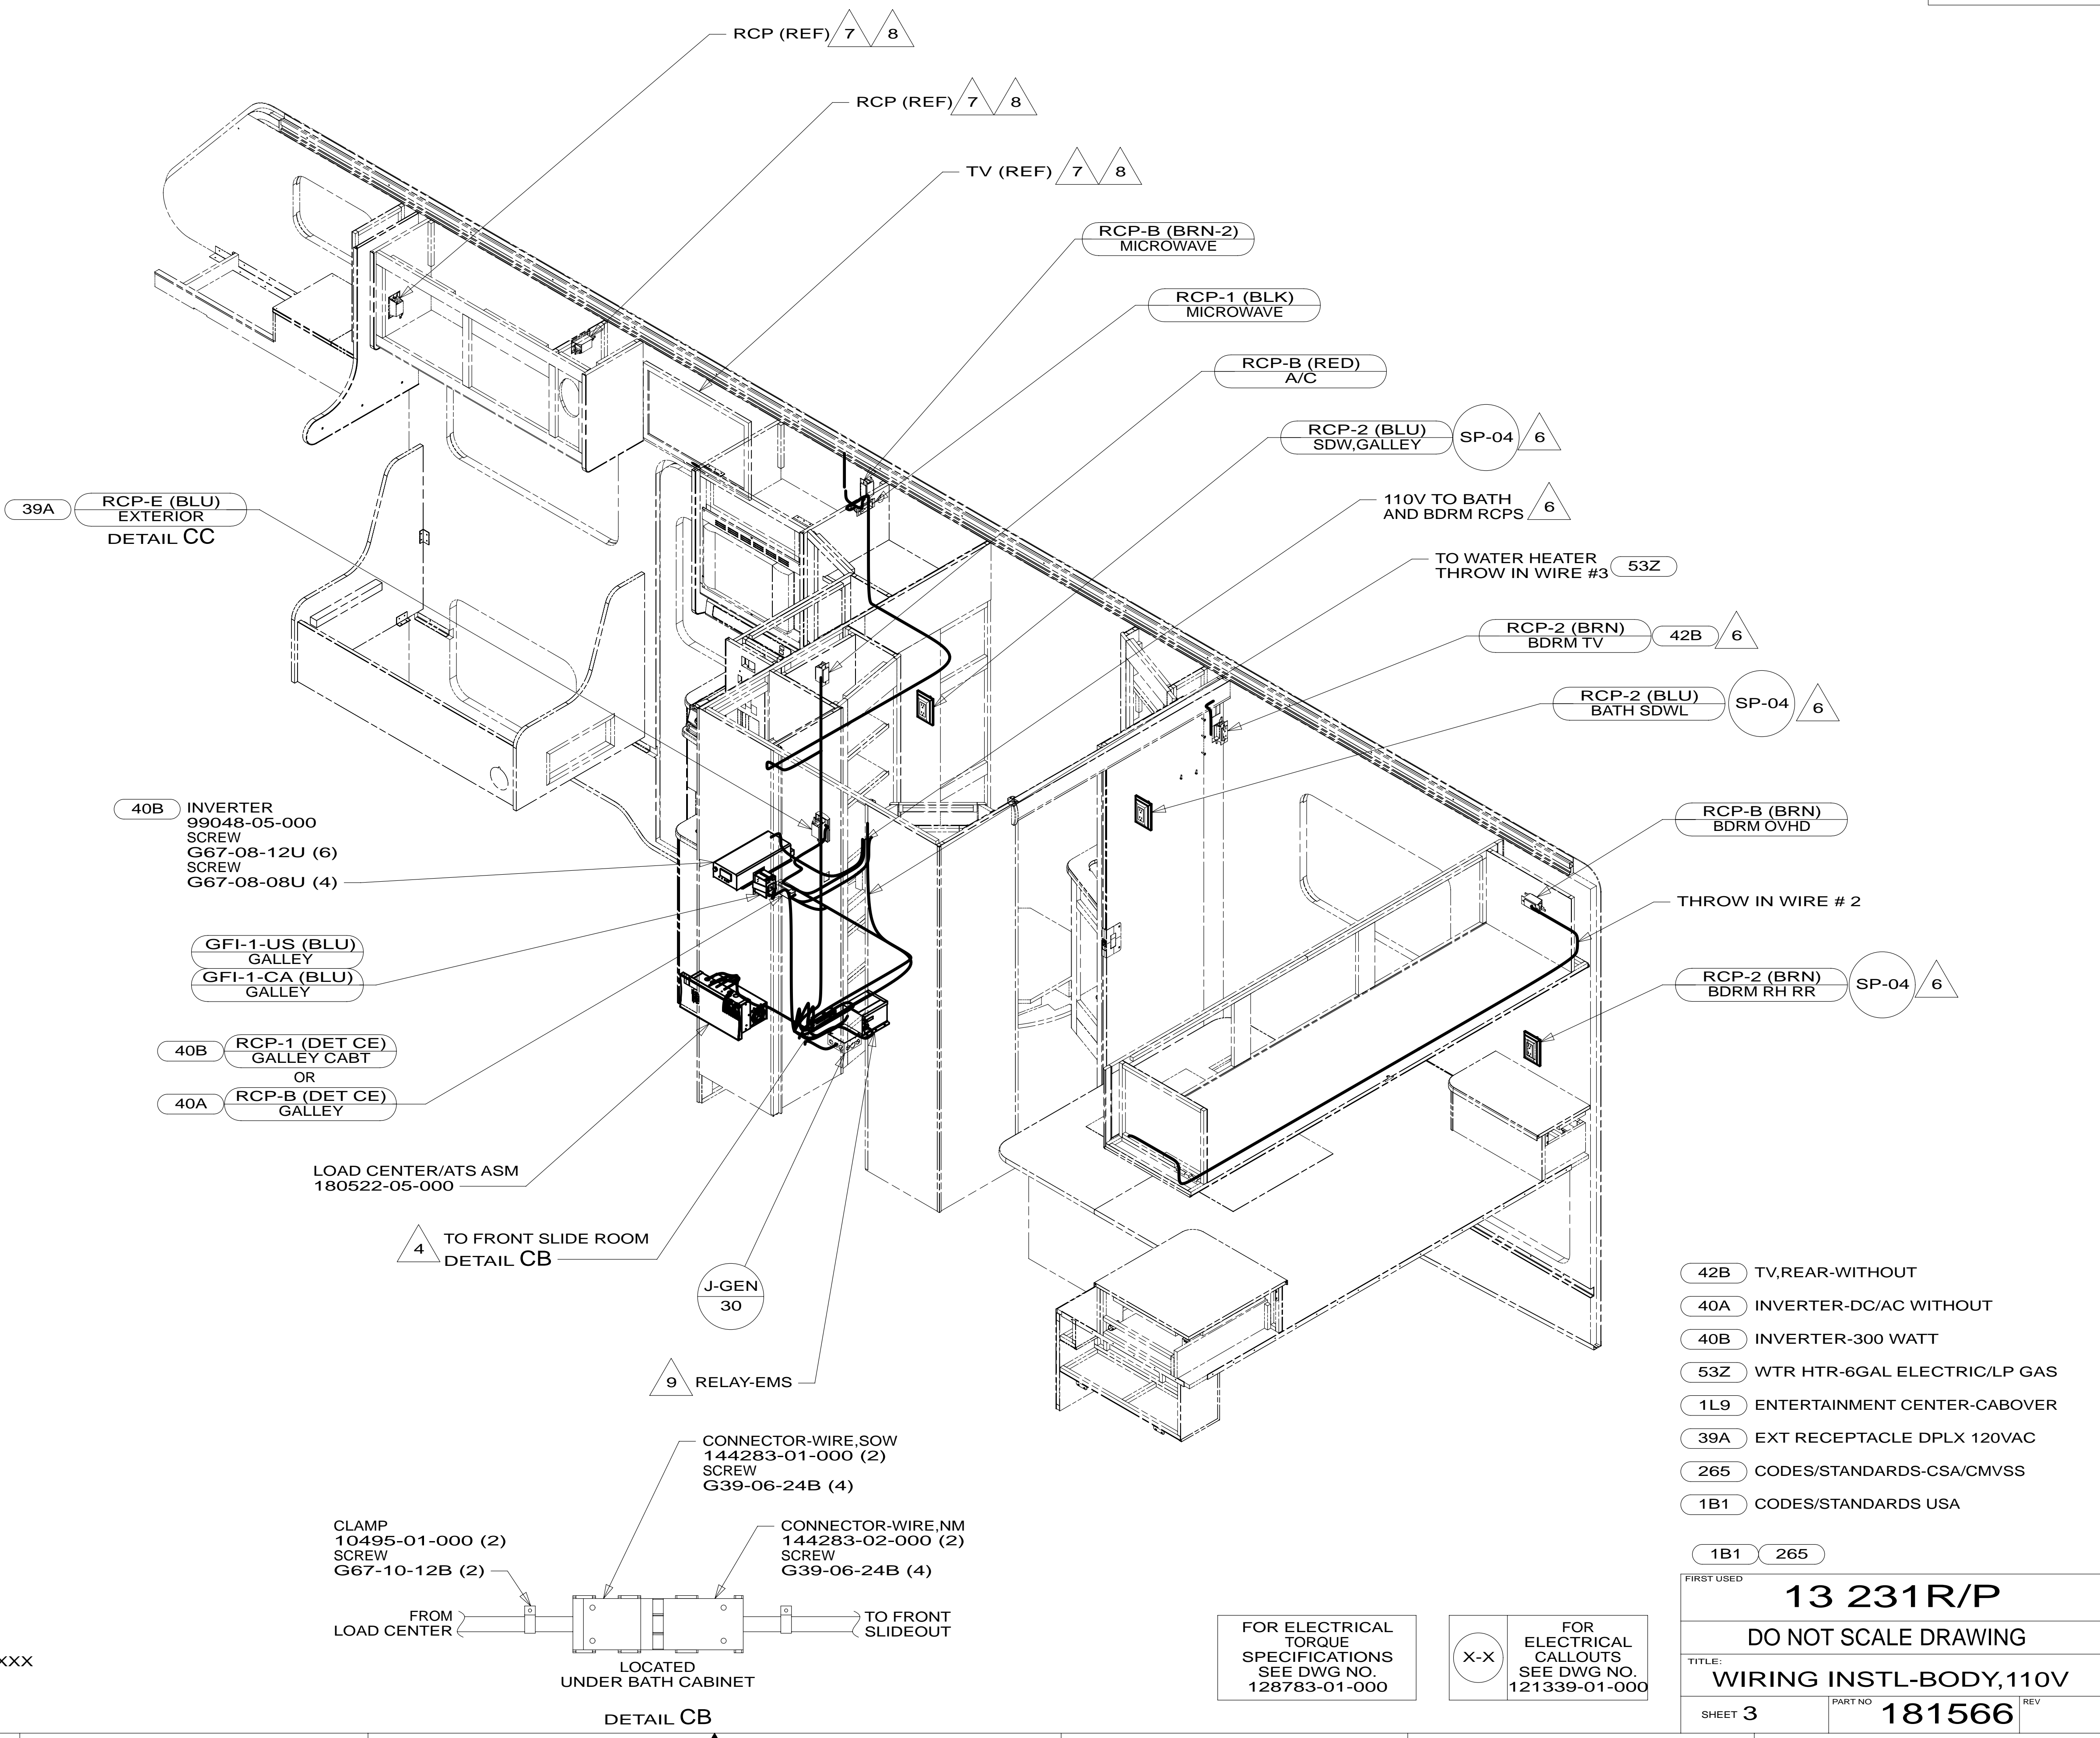 RCP (REF) 7 8
RCP (REF) 7 8
TV (REF) 7 8
RCP-B (BRN-2)
MICROWAVE
RCP-1 (BLK)
MICROWAVE
RCP-B (RED)
A/C
RCP-2 (BLU)
SDW,GALLEY
SP-04
6
110V TO BATH
AND BDRM RCPS
6
TO WATER HEATER
THROW IN WIRE #3
53Z
RCP-2 (BRN)
BDRM TV
42B
6
RCP-2 (BLU)
BATH SDWL
SP-04
6
RCP-B (BRN)
BDRM OVHD
THROW IN WIRE # 2
RCP-2 (BRN)
BDRM RH RR
SP-04
6
39A
RCP-E (BLU)
EXTERIOR
DETAIL CC
40B
INVERTER
99048-05-000
SCREW
G67-08-12U (6)
SCREW
G67-08-08U (4)
GFI-1-US (BLU)
GALLEY
GFI-1-CA (BLU)
GALLEY
40B
RCP-1 (DET CE)
GALLEY CABT
OR
40A
RCP-B (DET CE)
GALLEY
LOAD CENTER/ATS ASM
180522-05-000
4
TO FRONT SLIDE ROOM
DETAIL CB
J-GEN
30
9
RELAY-EMS
CONNECTOR-WIRE,SOW
144283-01-000 (2)
SCREW
G39-06-24B (4)
CLAMP
10495-01-000 (2)
SCREW
G67-10-12B (2)
CONNECTOR-WIRE,NM
144283-02-000 (2)
SCREW
G39-06-24B (4)
FROM
LOAD CENTER
TO FRONT
SLIDEOUT
LOCATED
UNDER BATH CABINET
DETAIL CB
XXX
42B TV,REAR-WITHOUT
40A INVERTER-DC/AC WITHOUT
40B INVERTER-300 WATT
53Z WTR HTR-6GAL ELECTRIC/LP GAS
1L9 ENTERTAINMENT CENTER-CABOVER
39A EXT RECEPTACLE DPLX 120VAC
265 CODES/STANDARDS-CSA/CMVSS
1B1 CODES/STANDARDS USA
1B1 265
FOR ELECTRICAL
TORQUE
SPECIFICATIONS
SEE DWG NO.
128783-01-000
X-X
FOR
ELECTRICAL
CALLOUTS
SEE DWG NO.
121339-01-000
FIRST USED
13 231R/P
DO NOT SCALE DRAWING
TITLE:
WIRING INSTL-BODY,110V
SHEET 3
PART NO 181566
REV